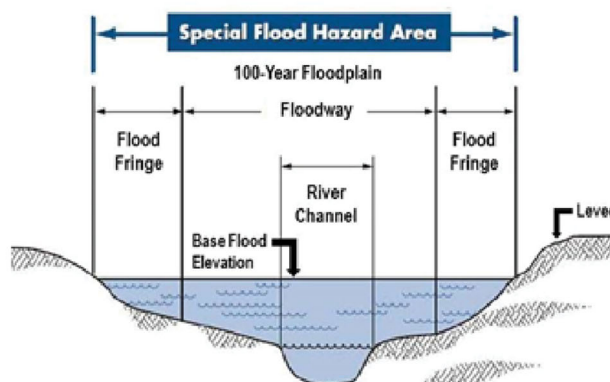 Special Flood Hazard Area
100-Year Floodplain
Floodway
Flood
Fringe
Flood
Fringe
River
Channel
Base Flood
Elevation